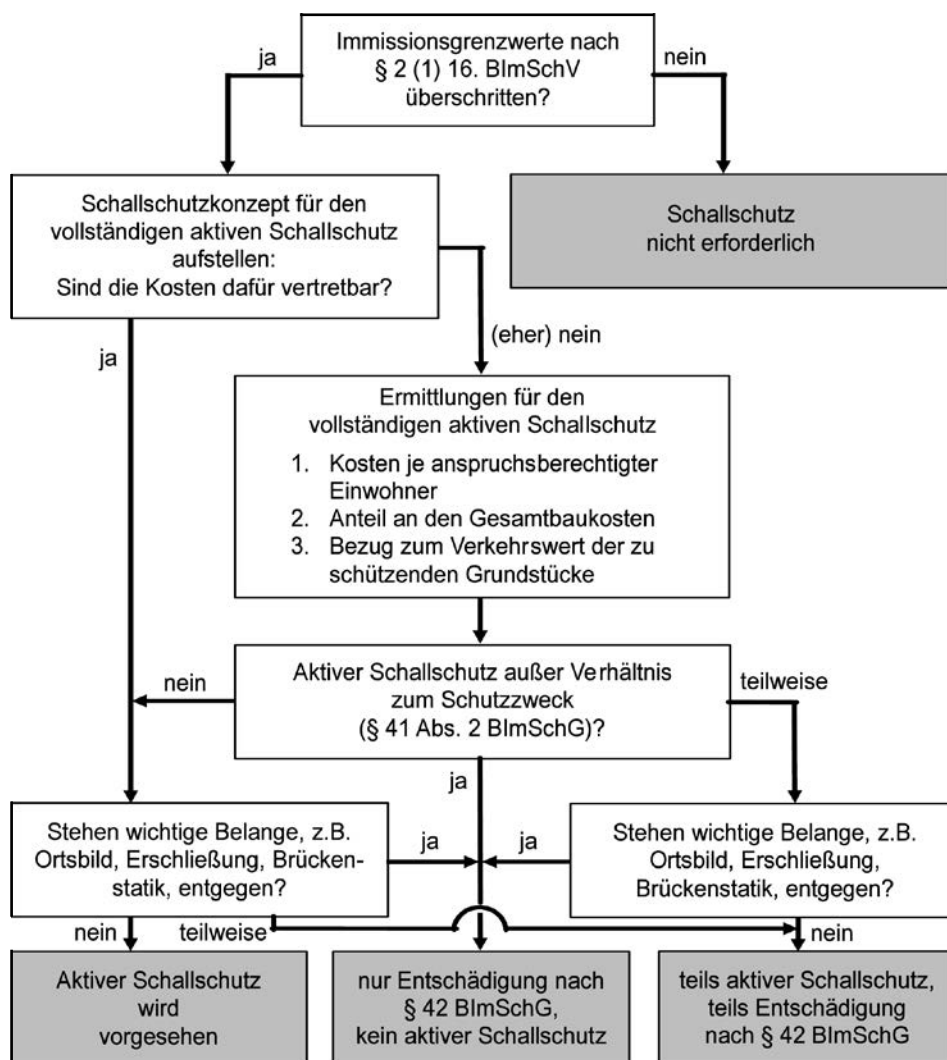 Immissionsgrenzwerte nach
§ 2 (1) 16. BImSchV
überschritten?
ja
nein
Schallschutzkonzept für den
vollständigen aktiven Schallschutz
aufstellen:
Sind die Kosten dafür vertretbar?
Schallschutz
nicht erforderlich
ja
(eher) nein
Ermittlungen für den
vollständigen aktiven Schallschutz
1. Kosten je anspruchsberechtigter
Einwohner
2. Anteil an den Gesamtbaukosten
3. Bezug zum Verkehrswert der zu
schützenden Grundstücke
nein
Aktiver Schallschutz außer Verhältnis
zum Schutzzweck
(§ 41 Abs. 2 BImSchG)?
teilweise
ja
Stehen wichtige Belange, z.B.
Ortsbild, Erschließung, Brücken-
statik, entgegen?
ja
ja
Stehen wichtige Belange, z.B.
Ortsbild, Erschließung,
Brückenstatik, entgegen?
nein
teilweise
nein
Aktiver Schallschutz
wird
vorgesehen
nur Entschädigung nach
§ 42 BImSchG,
kein aktiver Schallschutz
teils aktiver Schallschutz,
teils Entschädigung
nach § 42 BImSchG